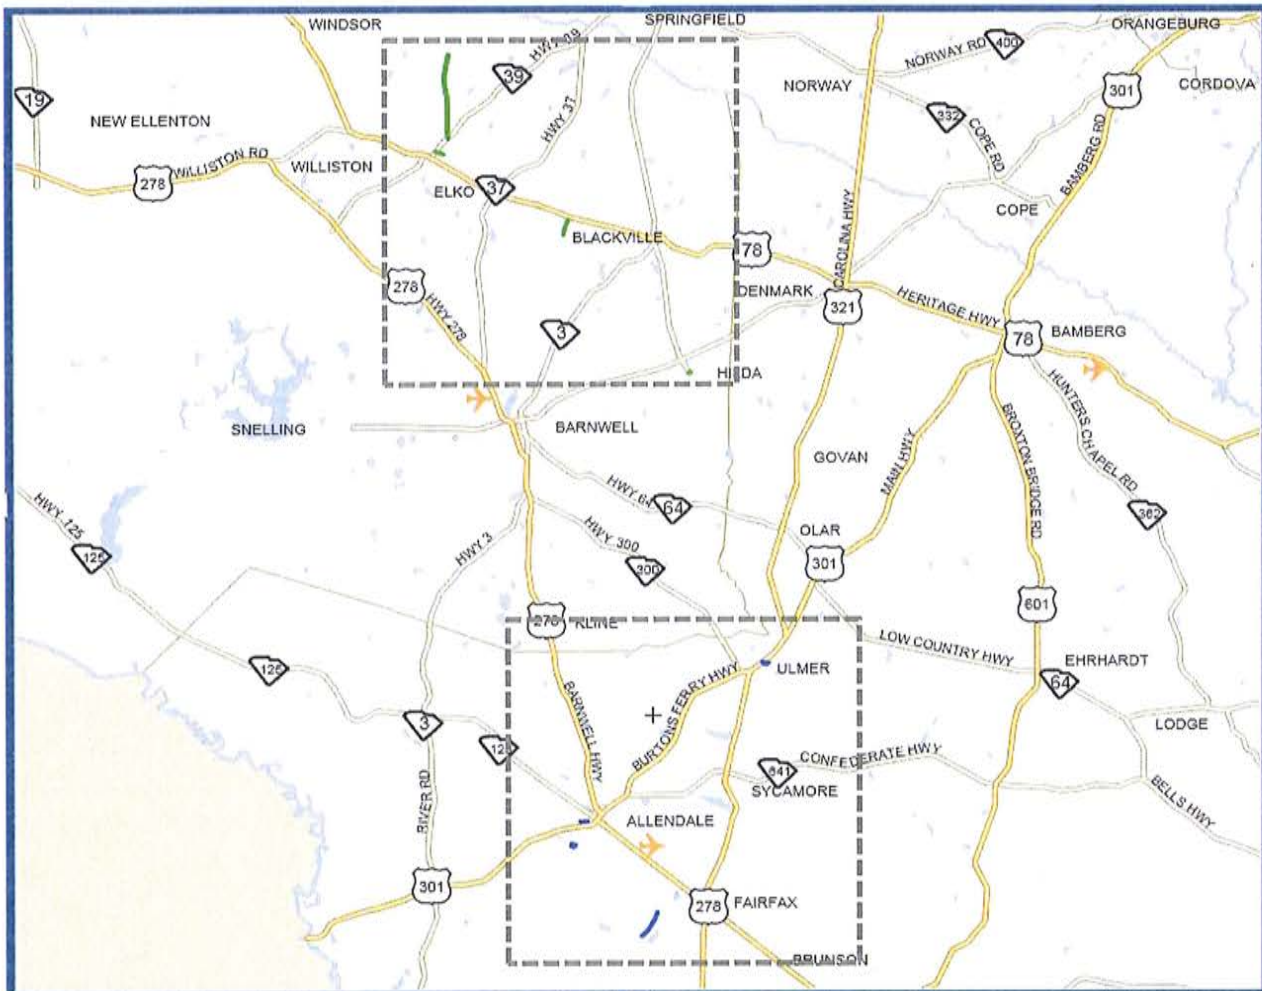 WINDSOR
SPRINGFIELD
ORANGEBURG
HWY 39
39
NORWAY RD
400
NORWAY
301
CORDOVA
19
NEW ELLENTON
HWY 37
332
COPE RD
BAMBERG RD
WILLISTON RD
WILLISTON
278
ELKO
37
COPE
CAROLINA HWY
BLACKVILLE
78
DENMARK
278
HWY 278
321
HERITAGE HWY
3
78
BAMBERG
HILDA
HUNTERS CHAPEL RD
SNELLING
BARNWELL
BROXTON BRIDGE RD
MAIN HWY
GOVAN
HWY 64
64
362
HWY 125
125
HWY 3
HWY 300
300
OLAR
301
601
278
KLINE
LOW COUNTRY HWY
EHRHARDT
64
125
ULMER
BARNWELL HWY
BURTONS FERRY HWY
3
125
LODGE
CONFEDERATE HWY
641
SYCAMORE
BELLS HWY
RIVER RD
ALLENDALE
301
278
FAIRFAX
BRUNSON